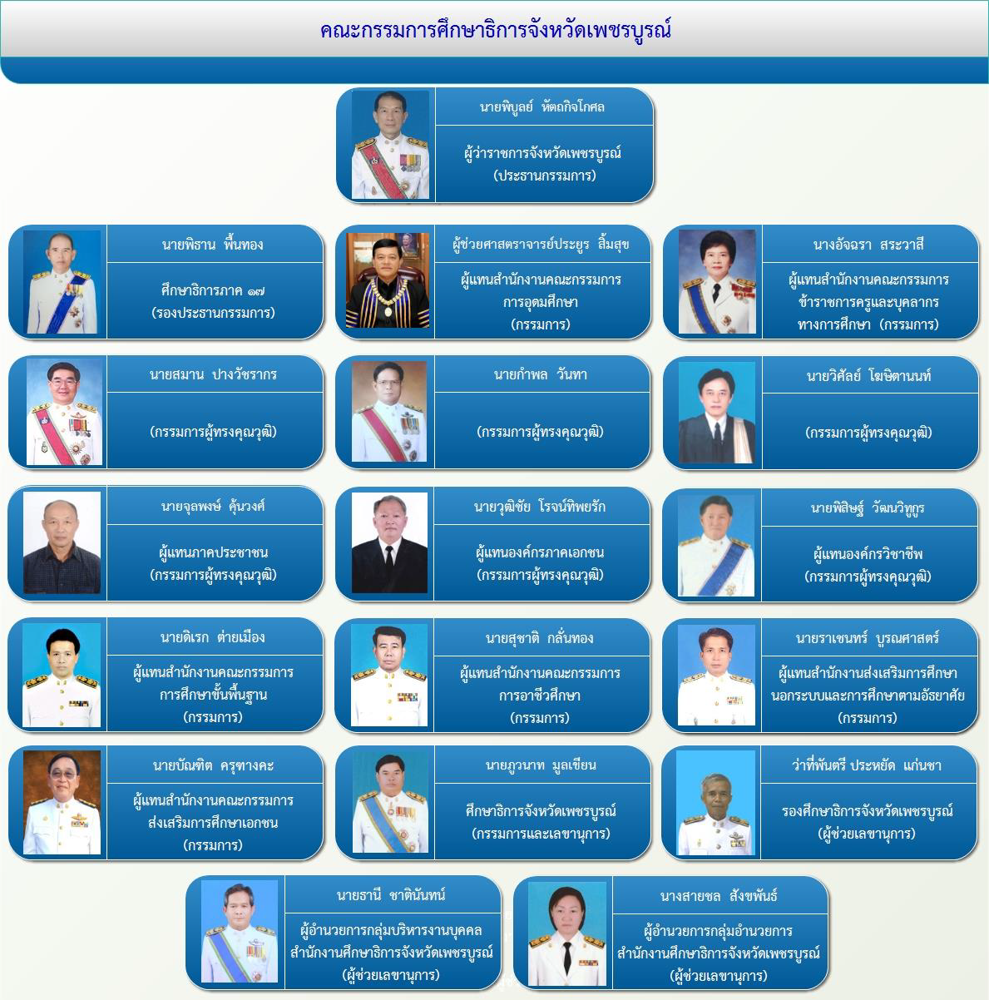 คณะกรรมการศึกษาธิการจังหวัดเพชรบูรณ์
นายพิบูลย์ หัตถกิจโกศล
ผู้ว่าราชการจังหวัดเพชรบูรณ์
(ประธานกรรมการ)
นายพิธาน พื้นทอง
ศึกษาธิการภาค ๑๗
(รองประธานกรรมการ)
ผู้ช่วยศาสตราจารย์ประยูร ลิ้มสุข
ผู้แทนสำนักงานคณะกรรมการ
การอุดมศึกษา
(กรรมการ)
นางอัจฉรา สระวาสี
ผู้แทนสำนักงานคณะกรรมการ
ข้าราชการครูและบุคลากร
ทางการศึกษา (กรรมการ)
นายสมาน ปางวัชรากร
(กรรมการผู้ทรงคุณวุฒิ)
นายกำพล วันทา
(กรรมการผู้ทรงคุณวุฒิ)
นายวิศัลย์ โฆษิตานนท์
(กรรมการผู้ทรงคุณวุฒิ)
นายจุลพงษ์ คุ้นวงศ์
ผู้แทนภาคประชาชน
(กรรมการผู้ทรงคุณวุฒิ)
นายวุฒิชัย โรจน์ทิพยรัก
ผู้แทนองค์กรภาคเอกชน
(กรรมการผู้ทรงคุณวุฒิ)
นายพิสิษฐ์ วัฒนวิทูกูร
ผู้แทนองค์กรวิชาชีพ
(กรรมการผู้ทรงคุณวุฒิ)
นายดิเรก ต่ายเมือง
ผู้แทนสำนักงานคณะกรรมการ
การศึกษาขั้นพื้นฐาน
(กรรมการ)
นายสุชาติ กลั่นทอง
ผู้แทนสำนักงานคณะกรรมการ
การอาชีวศึกษา
(กรรมการ)
นายราเชนทร์ บูรณศาสตร์
ผู้แทนสำนักงานส่งเสริมการศึกษา
นอกระบบและการศึกษาตามอัธยาศัย
(กรรมการ)
นายบัณฑิต ครุฑางคะ
ผู้แทนสำนักงานคณะกรรมการ
ส่งเสริมการศึกษาเอกชน
(กรรมการ)
นายภูวนาท มูลเขียน
ศึกษาธิการจังหวัดเพชรบูรณ์
(กรรมการและเลขานุการ)
ว่าที่พันตรี ประหยัด แก่นชา
รองศึกษาธิการจังหวัดเพชรบูรณ์
(ผู้ช่วยเลขานุการ)
นายธานี ชาตินันทน์
ผู้อำนวยการกลุ่มบริหารงานบุคคล
สำนักงานศึกษาธิการจังหวัดเพชรบูรณ์
(ผู้ช่วยเลขานุการ)
นางสายชล สังขพันธ์
ผู้อำนวยการกลุ่มอำนวยการ
สำนักงานศึกษาธิการจังหวัดเพชรบูรณ์
(ผู้ช่วยเลขานุการ)